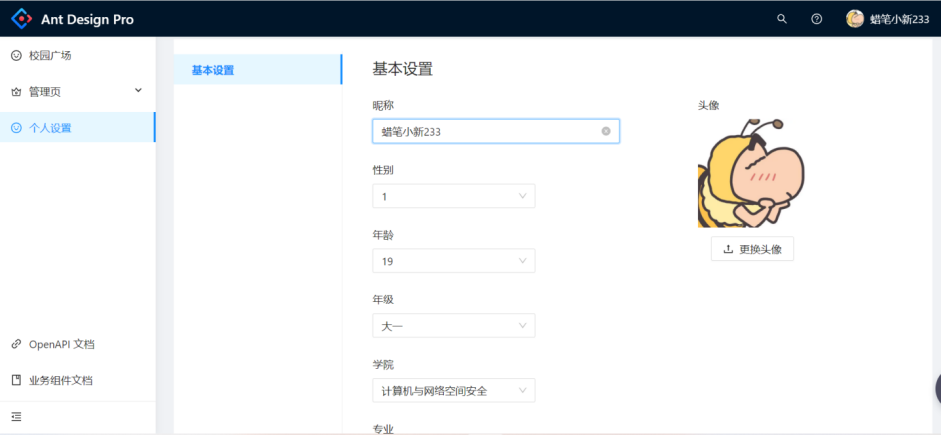 Ant Design Pro
蜡笔小新233
校园广场
管理页
个人设置
OpenAPI 文档
业务组件文档
基本设置
基本设置
昵称
蜡笔小新233
性别
1
年龄
19
年级
大一
学院
计算机与网络空间安全
专业
头像
更换头像